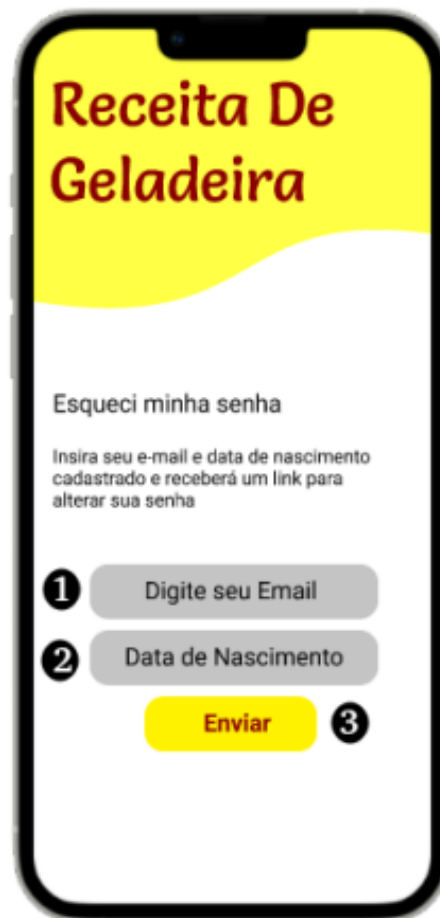 Receita De
Geladeira
Esqueci minha senha
Insira seu e-mail e data de nascimento
cadastrado e receberá um link para
alterar sua senha
1 Digite seu Email
2 Data de Nascimento
Enviar 3